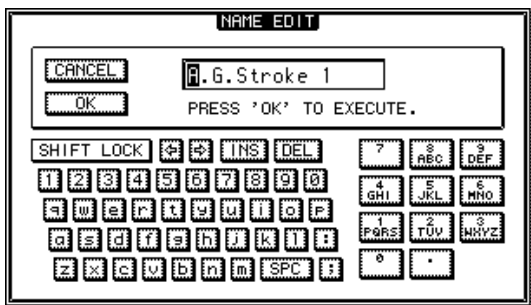 NAME EDIT
CANCEL
A.G.Stroke 1
OK
PRESS 'OK' TO EXECUTE.
SHIFT LOCK INS DEL
1 2 3 4 5 6 7 8 9 0
q w e r t y u i o p
a s d f g h j k l :
z x c v b n m SPC ;
7 8 9
ABC DEF
4 5 6
GHI JKL MNO
1 2 3
PQRS TUV WXYZ
0 .